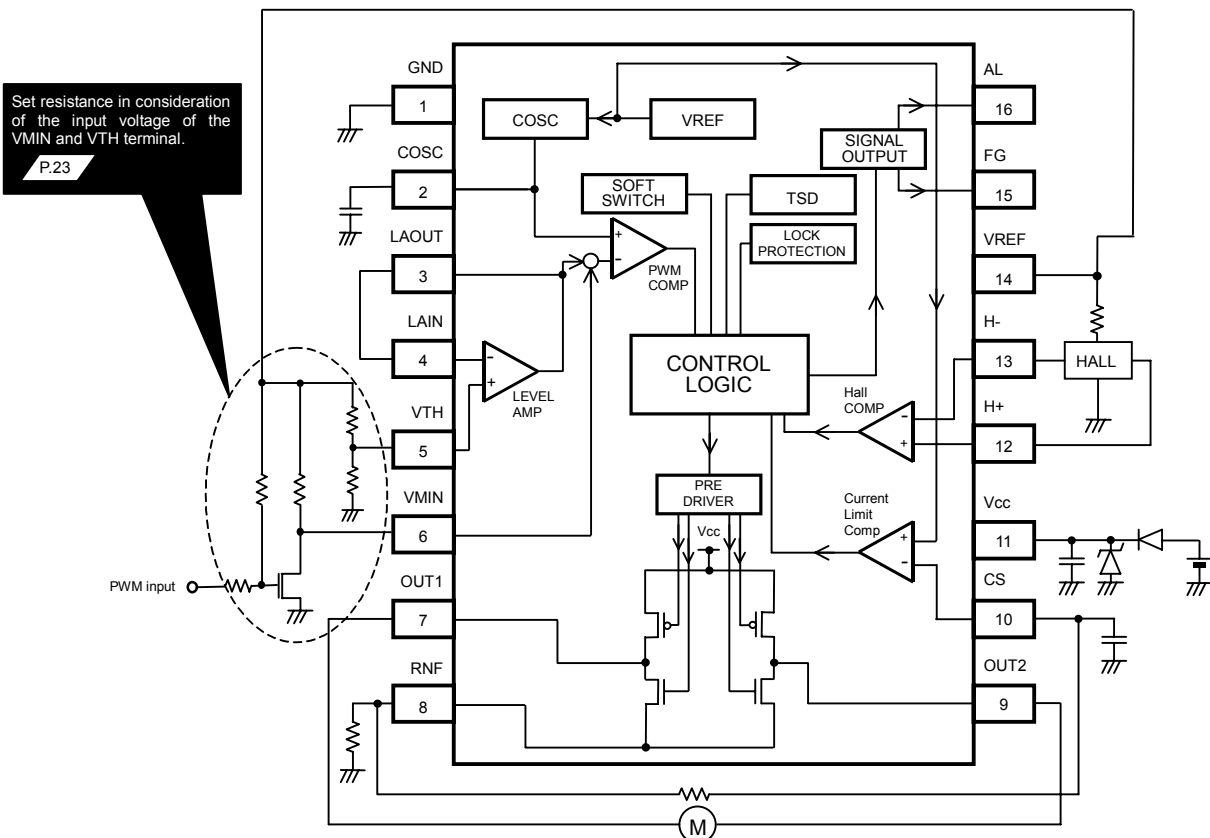 Set resistance in consideration
of the input voltage of the
VMIN and VTH terminal.
P.23
GND
1
COSC
2
LAOUT
3
LAIN
4
VTH
5
VMIN
6
PWM input
OUT1
7
RNF
8
COSC
VREF
SOFT
SWITCH
TSD
LOCK
PROTECTION
SIGNAL
OUTPUT
+
-
PWM
COMP
-
+
LEVEL
AMP
CONTROL
LOGIC
Hall
COMP
-
+
PRE
DRIVER
Vcc
Current
Limit
Comp
+
-
AL
16
FG
15
VREF
14
H-
13
HALL
H+
12
Vcc
11
CS
10
OUT2
9
M